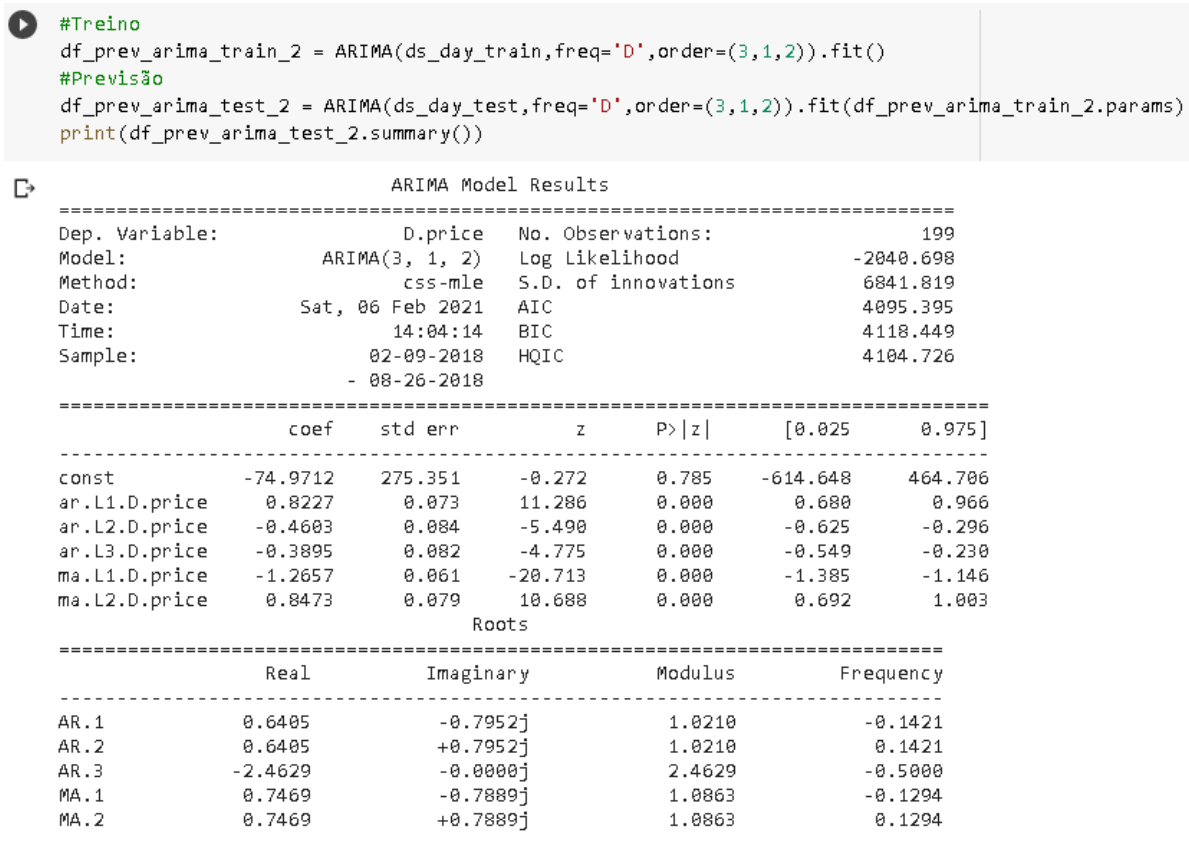 #Treino
df_prev_arima_train_2 = ARIMA(ds_day_train,freq='D',order=(3,1,2)).fit()
#Previsão
df_prev_arima_test_2 = ARIMA(ds_day_test,freq='D',order=(3,1,2)).fit(df_prev_arima_train_2.params)
print(df_prev_arima_test_2.summary())
ARIMA Model Results
==============================================================================
Dep. Variable: D.price No. Observations: 199
Model: ARIMA(3, 1, 2) Log Likelihood -2040.698
Method: css-mle S.D. of innovations 6841.819
Date: Sat, 06 Feb 2021 AIC 4095.395
Time: 14:04:14 BIC 4118.449
Sample: 02-09-2018 HQIC 4104.726
- 08-26-2018
=================================================================================
coef std err z P>|z| [0.025 0.975]
---------------------------------------------------------------------------------
const -74.9712 275.351 -0.272 0.785 -614.648 464.706
ar.L1.D.price 0.8227 0.073 11.286 0.000 0.680 0.966
ar.L2.D.price -0.4603 0.084 -5.490 0.000 -0.625 -0.296
ar.L3.D.price -0.3895 0.082 -4.775 0.000 -0.549 -0.230
ma.L1.D.price -1.2657 0.061 -20.713 0.000 -1.385 -1.146
ma.L2.D.price 0.8473 0.079 10.688 0.000 0.692 1.003
Roots
=============================================================================
Real Imaginary Modulus Frequency
-----------------------------------------------------------------------------
AR.1 0.6405 -0.7952j 1.0210 -0.1421
AR.2 0.6405 +0.7952j 1.0210 0.1421
AR.3 -2.4629 -0.0000j 2.4629 -0.5000
MA.1 0.7469 -0.7889j 1.0863 -0.1294
MA.2 0.7469 +0.7889j 1.0863 0.1294